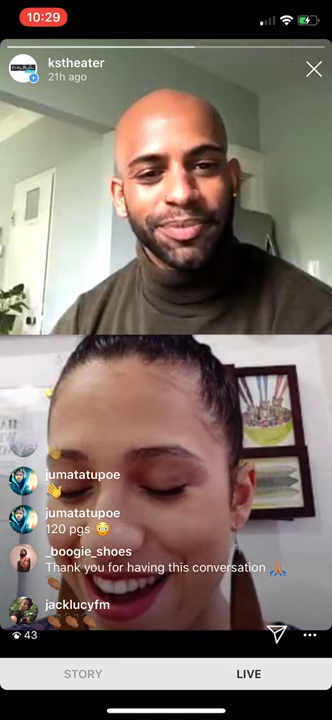 10:29
kstheater
21h ago
jumatatupoe
👋
jumatatupoe
120 pgs 😳
_boogie_shoes
Thank you for having this conversation 🙏🏽
jacklucyfm
👏🏾👏🏾👏🏾👏🏾
43
STORY
LIVE